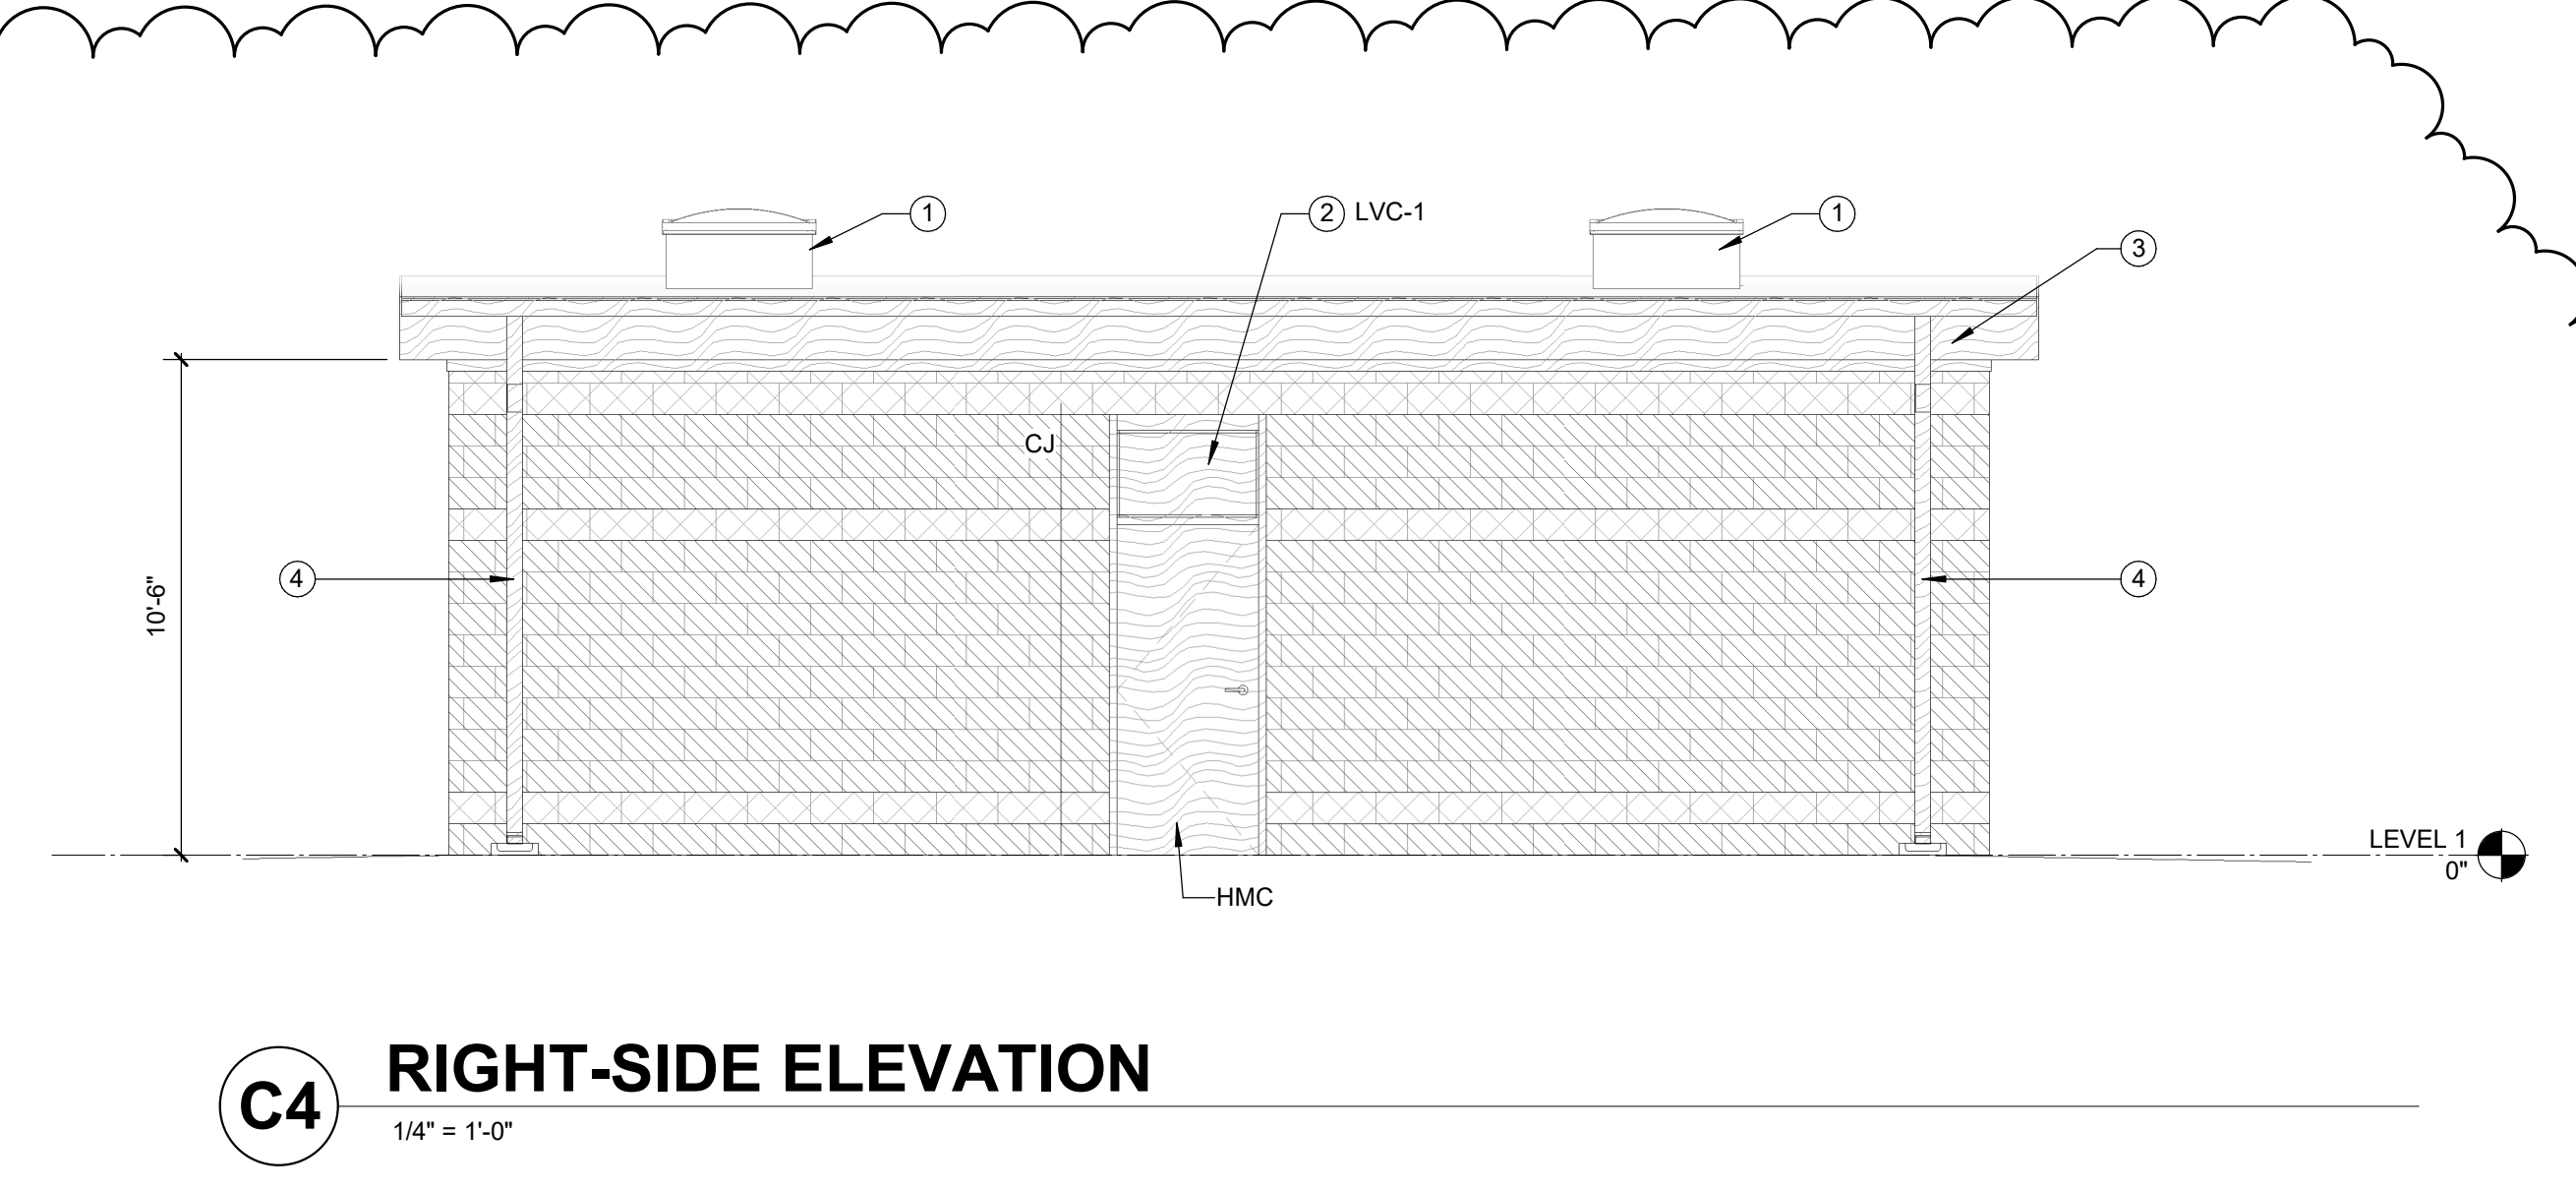 1
2 LVC-1
1
3
CJ
4
10'-6"
4
LEVEL 1
0"
HMC
C4
RIGHT-SIDE ELEVATION
1/4" = 1'-0"